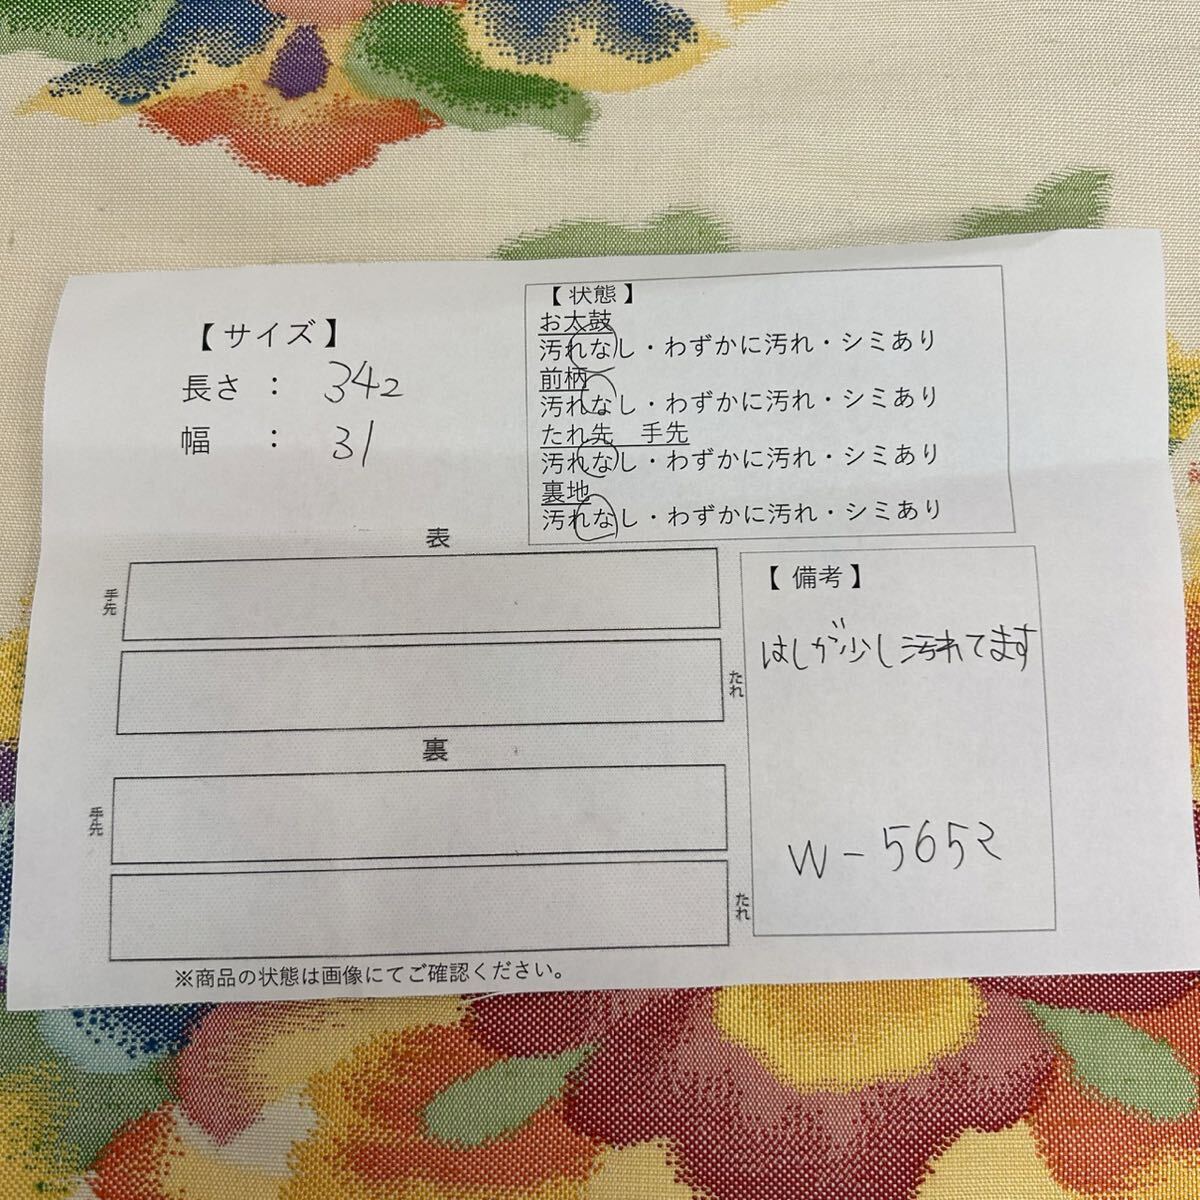 【 サイズ 】
長さ ： 342
幅 ： 31
【 状態 】
お太鼓
汚れなし・わずかに汚れ・シミあり
前柄
汚れなし・わずかに汚れ・シミあり
たれ先　手先
汚れなし・わずかに汚れ・シミあり
裏地
汚れなし・わずかに汚れ・シミあり
表
手先
たれ
裏
手先
たれ
【 備考 】
はしが少し汚れてます
W-5652
※商品の状態は画像にてご確認ください。